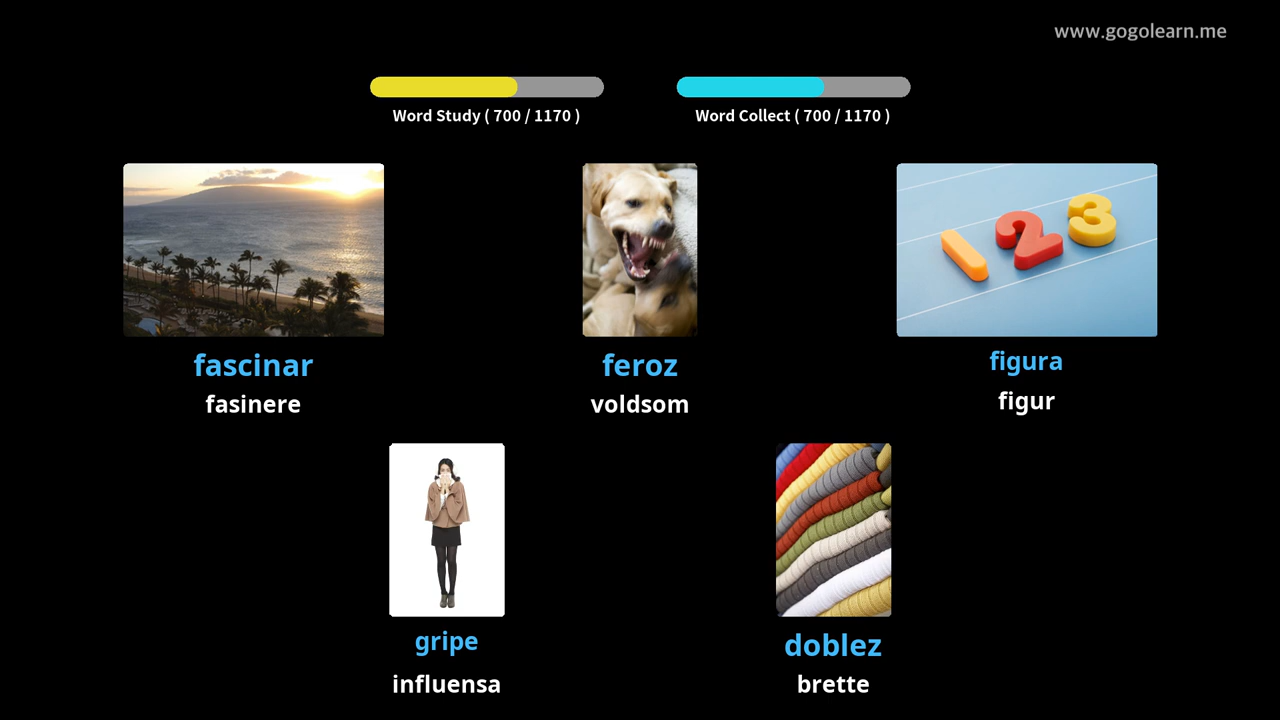 www.gogolearn.me
Word Study ( 700 / 1170 )
Word Collect ( 700 / 1170 )
fascinar
fasinere
feroz
voldsom
figura
figur
gripe
influensa
doblez
brette